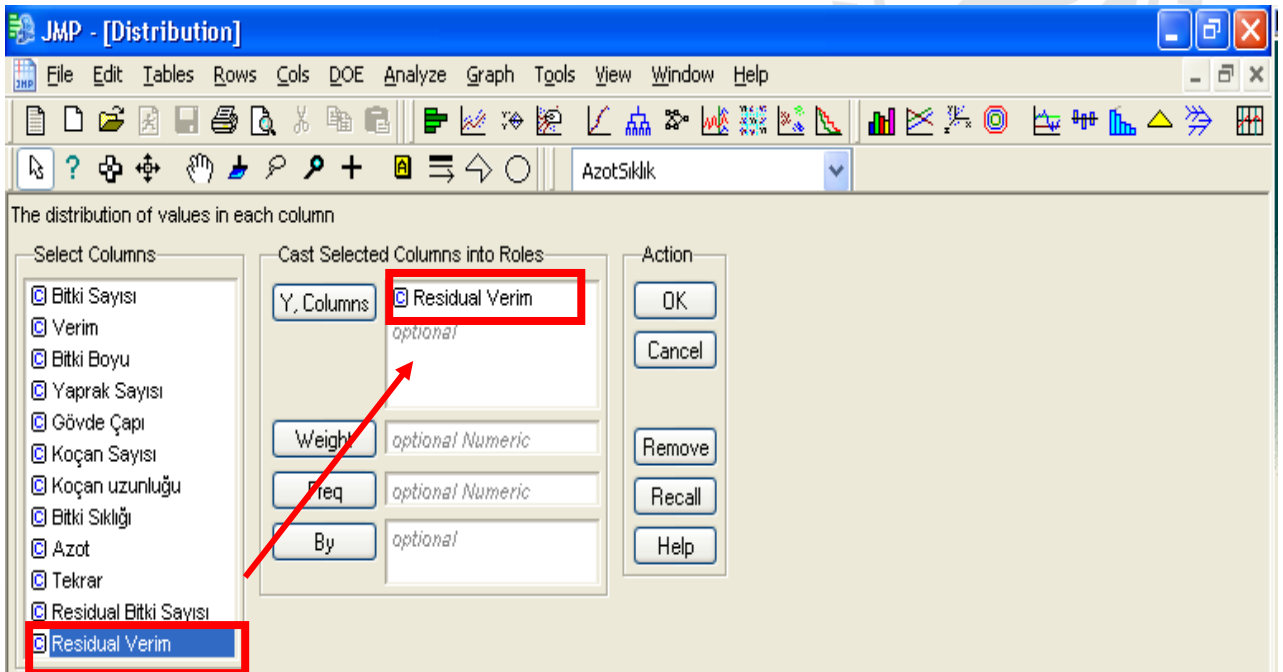 JMP - [Distribution]
File Edit Tables Rows Cols DOE Analyze Graph Tools View Window Help
AzotSıklık
The distribution of values in each column
Select Columns
Bitki Sayısı
Verim
Bitki Boyu
Yaprak Sayısı
Gövde Çapı
Koçan Sayısı
Koçan uzunluğu
Bitki Sıklığı
Azot
Tekrar
Residual Bitki Sayısı
Residual Verim
Cast Selected Columns into Roles
Y, Columns
Residual Verim
optional
Weight
optional Numeric
Freq
optional Numeric
By
optional
Action
OK
Cancel
Remove
Recall
Help